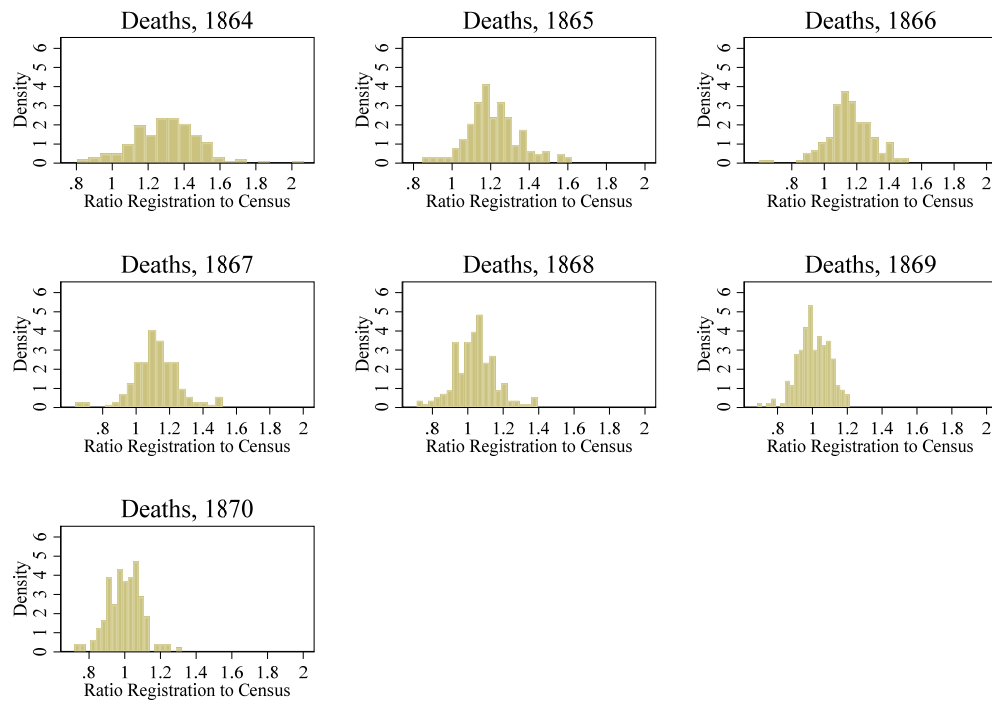 Deaths, 1864
Density
0 1 2 3 4 5 6
.8 1 1.2 1.4 1.6 1.8 2
Ratio Registration to Census
Deaths, 1865
Density
0 1 2 3 4 5 6
.8 1 1.2 1.4 1.6 1.8 2
Ratio Registration to Census
Deaths, 1866
Density
0 1 2 3 4 5 6
.8 1 1.2 1.4 1.6 1.8 2
Ratio Registration to Census
Deaths, 1867
Density
0 1 2 3 4 5 6
.8 1 1.2 1.4 1.6 1.8 2
Ratio Registration to Census
Deaths, 1868
Density
0 1 2 3 4 5 6
.8 1 1.2 1.4 1.6 1.8 2
Ratio Registration to Census
Deaths, 1869
Density
0 1 2 3 4 5 6
.8 1 1.2 1.4 1.6 1.8 2
Ratio Registration to Census
Deaths, 1870
Density
0 1 2 3 4 5 6
.8 1 1.2 1.4 1.6 1.8 2
Ratio Registration to Census